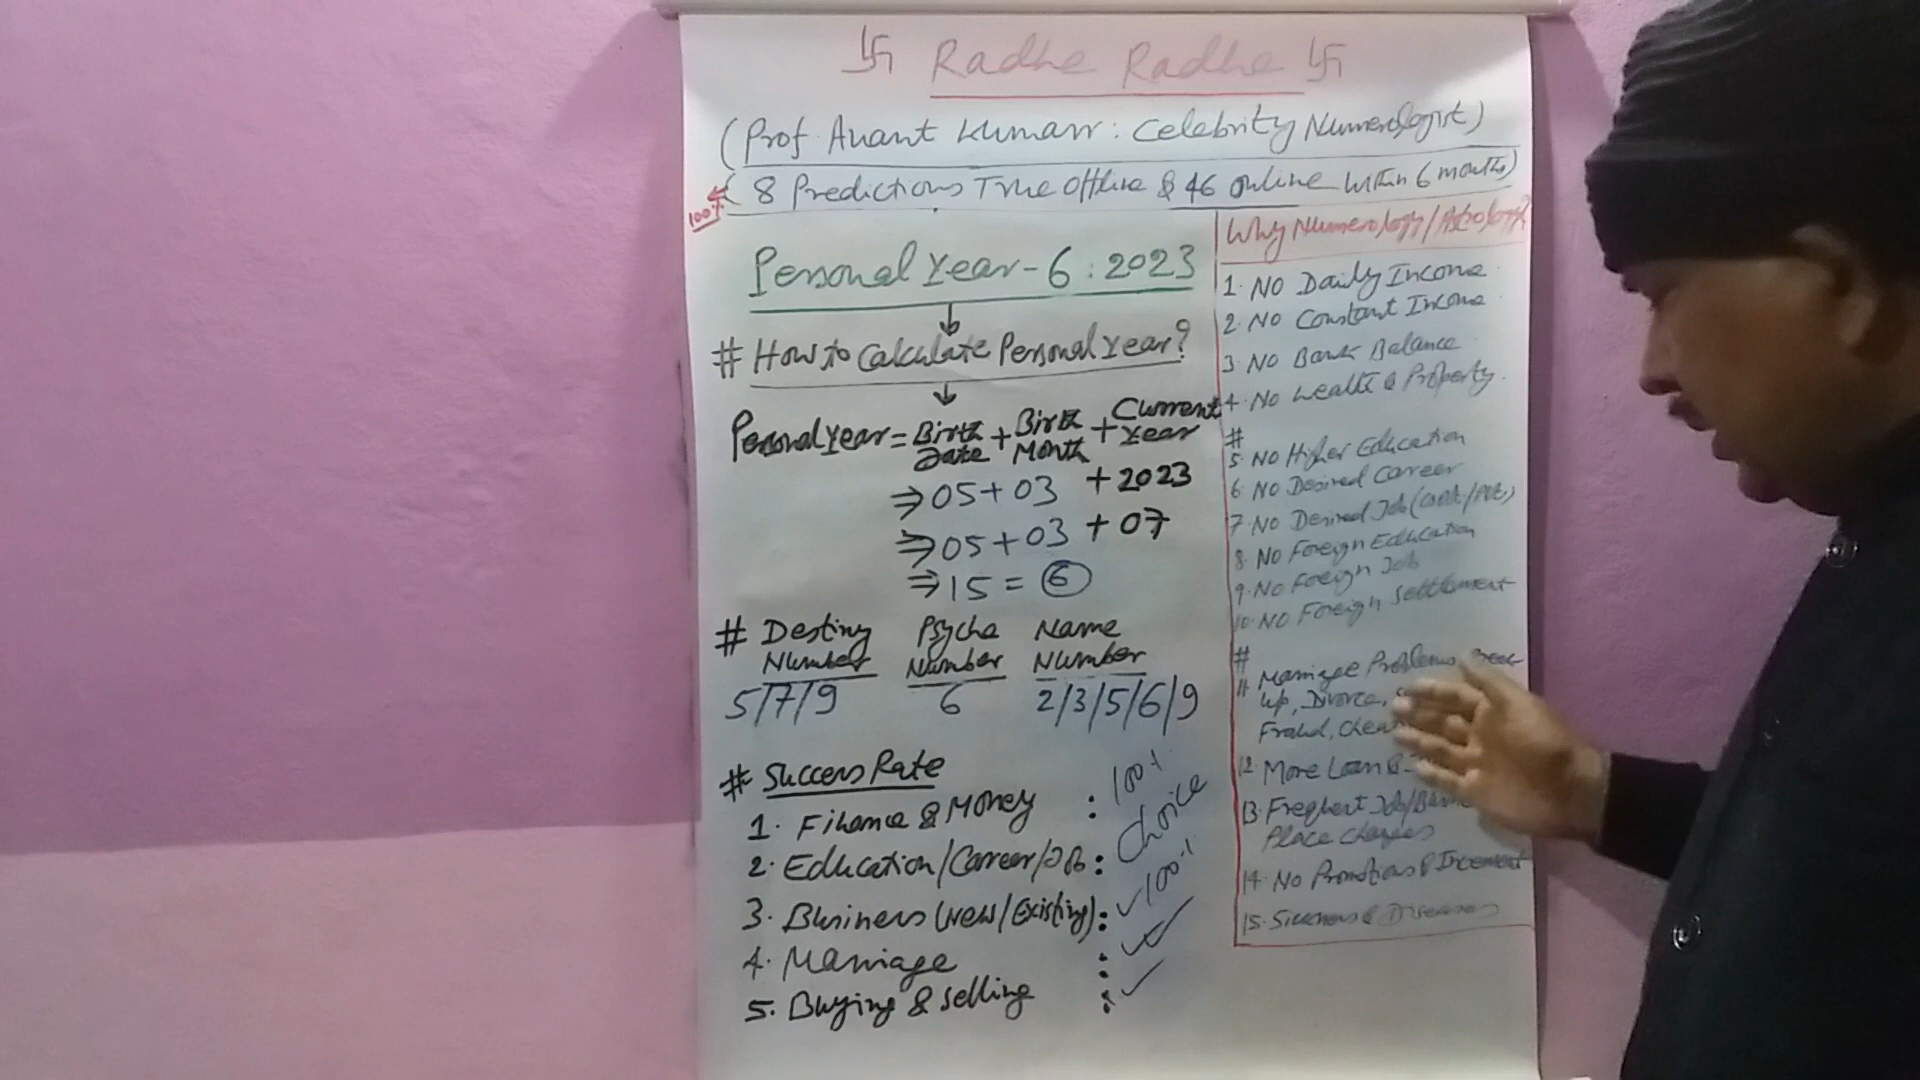 卐 Radhe Radhe 卐
(Prof. Anant Kumarr: Celebrity Numerologist)
( 8 Predictions True Offline & 46 online within 6 months)
100%
Personal Year - 6 : 2023
# How to Calculate Personal Year?
Personal Year = Birth Date + Birth Month + Current Year
⇒ 05 + 03 + 2023
⇒ 05 + 03 + 07
⇒ 15 = 6
# Destiny Number Psyche Number Name Number
5/7/9 6 2/3/5/6/9
# Success Rate
1. Finance & Money : 100%
2. Education/Career/Job : Choice
3. Business (New/Existing) : ✓100%
4. Marriage : ✓
5. Buying & Selling : ✓
Why Numerology/Astrology?
1. No Daily Income
2. No Constant Income
3. No Bank Balance
4. No Wealth & Property.
#
5. No Higher Education
6. No Desired Career
7. No Desired Job (Govt./Pvt.)
8. No Foreign Education
9. No Foreign Job
10. No Foreign Settlement
#
11. Marriage Problems,
up, Divorce,
Fraud,
12. More Loan &
13. Frequent Job/
Place Changes
14. No Promotions & Increment
15. Sickness & Diseases